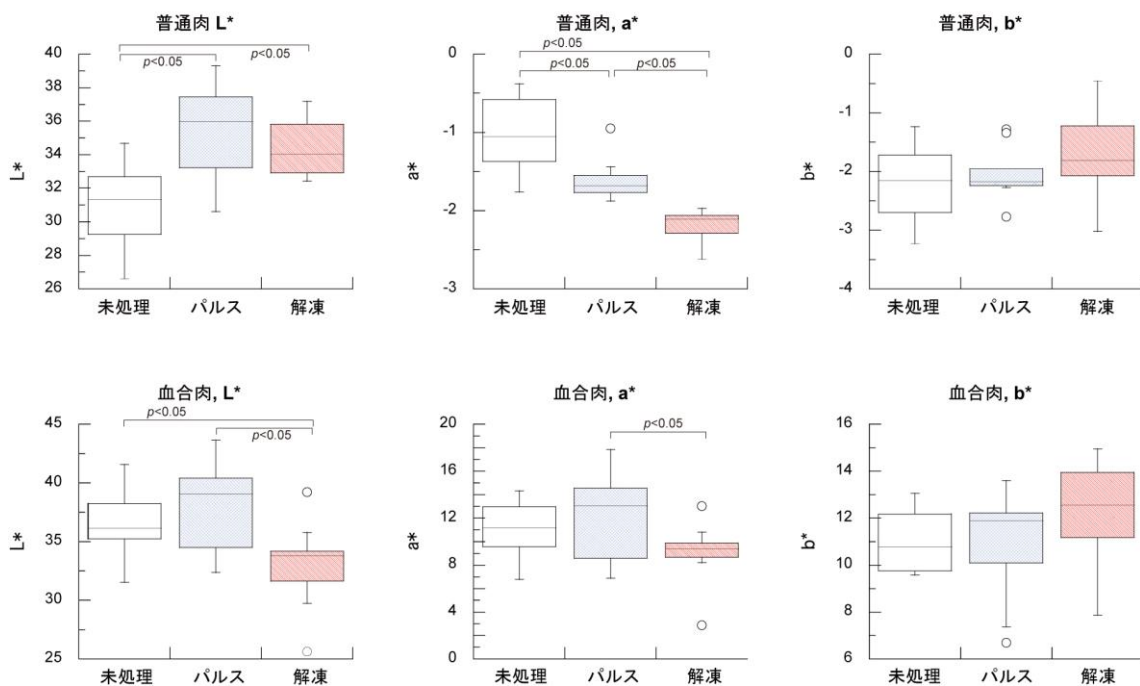 普通肉 L*
40
38
36
34
32
30
28
26
L*
p<0.05
p<0.05
未処理
パルス
解凍
普通肉, a*
-0
-1
-2
-3
a*
p<0.05
p<0.05
p<0.05
未処理
パルス
解凍
普通肉, b*
-0
-1
-2
-3
-4
b*
未処理
パルス
解凍
血合肉, L*
45
40
35
30
25
L*
p<0.05
p<0.05
未処理
パルス
解凍
血合肉, a*
20
16
12
8
4
0
a*
p<0.05
未処理
パルス
解凍
血合肉, b*
16
14
12
10
8
6
b*
未処理
パルス
解凍